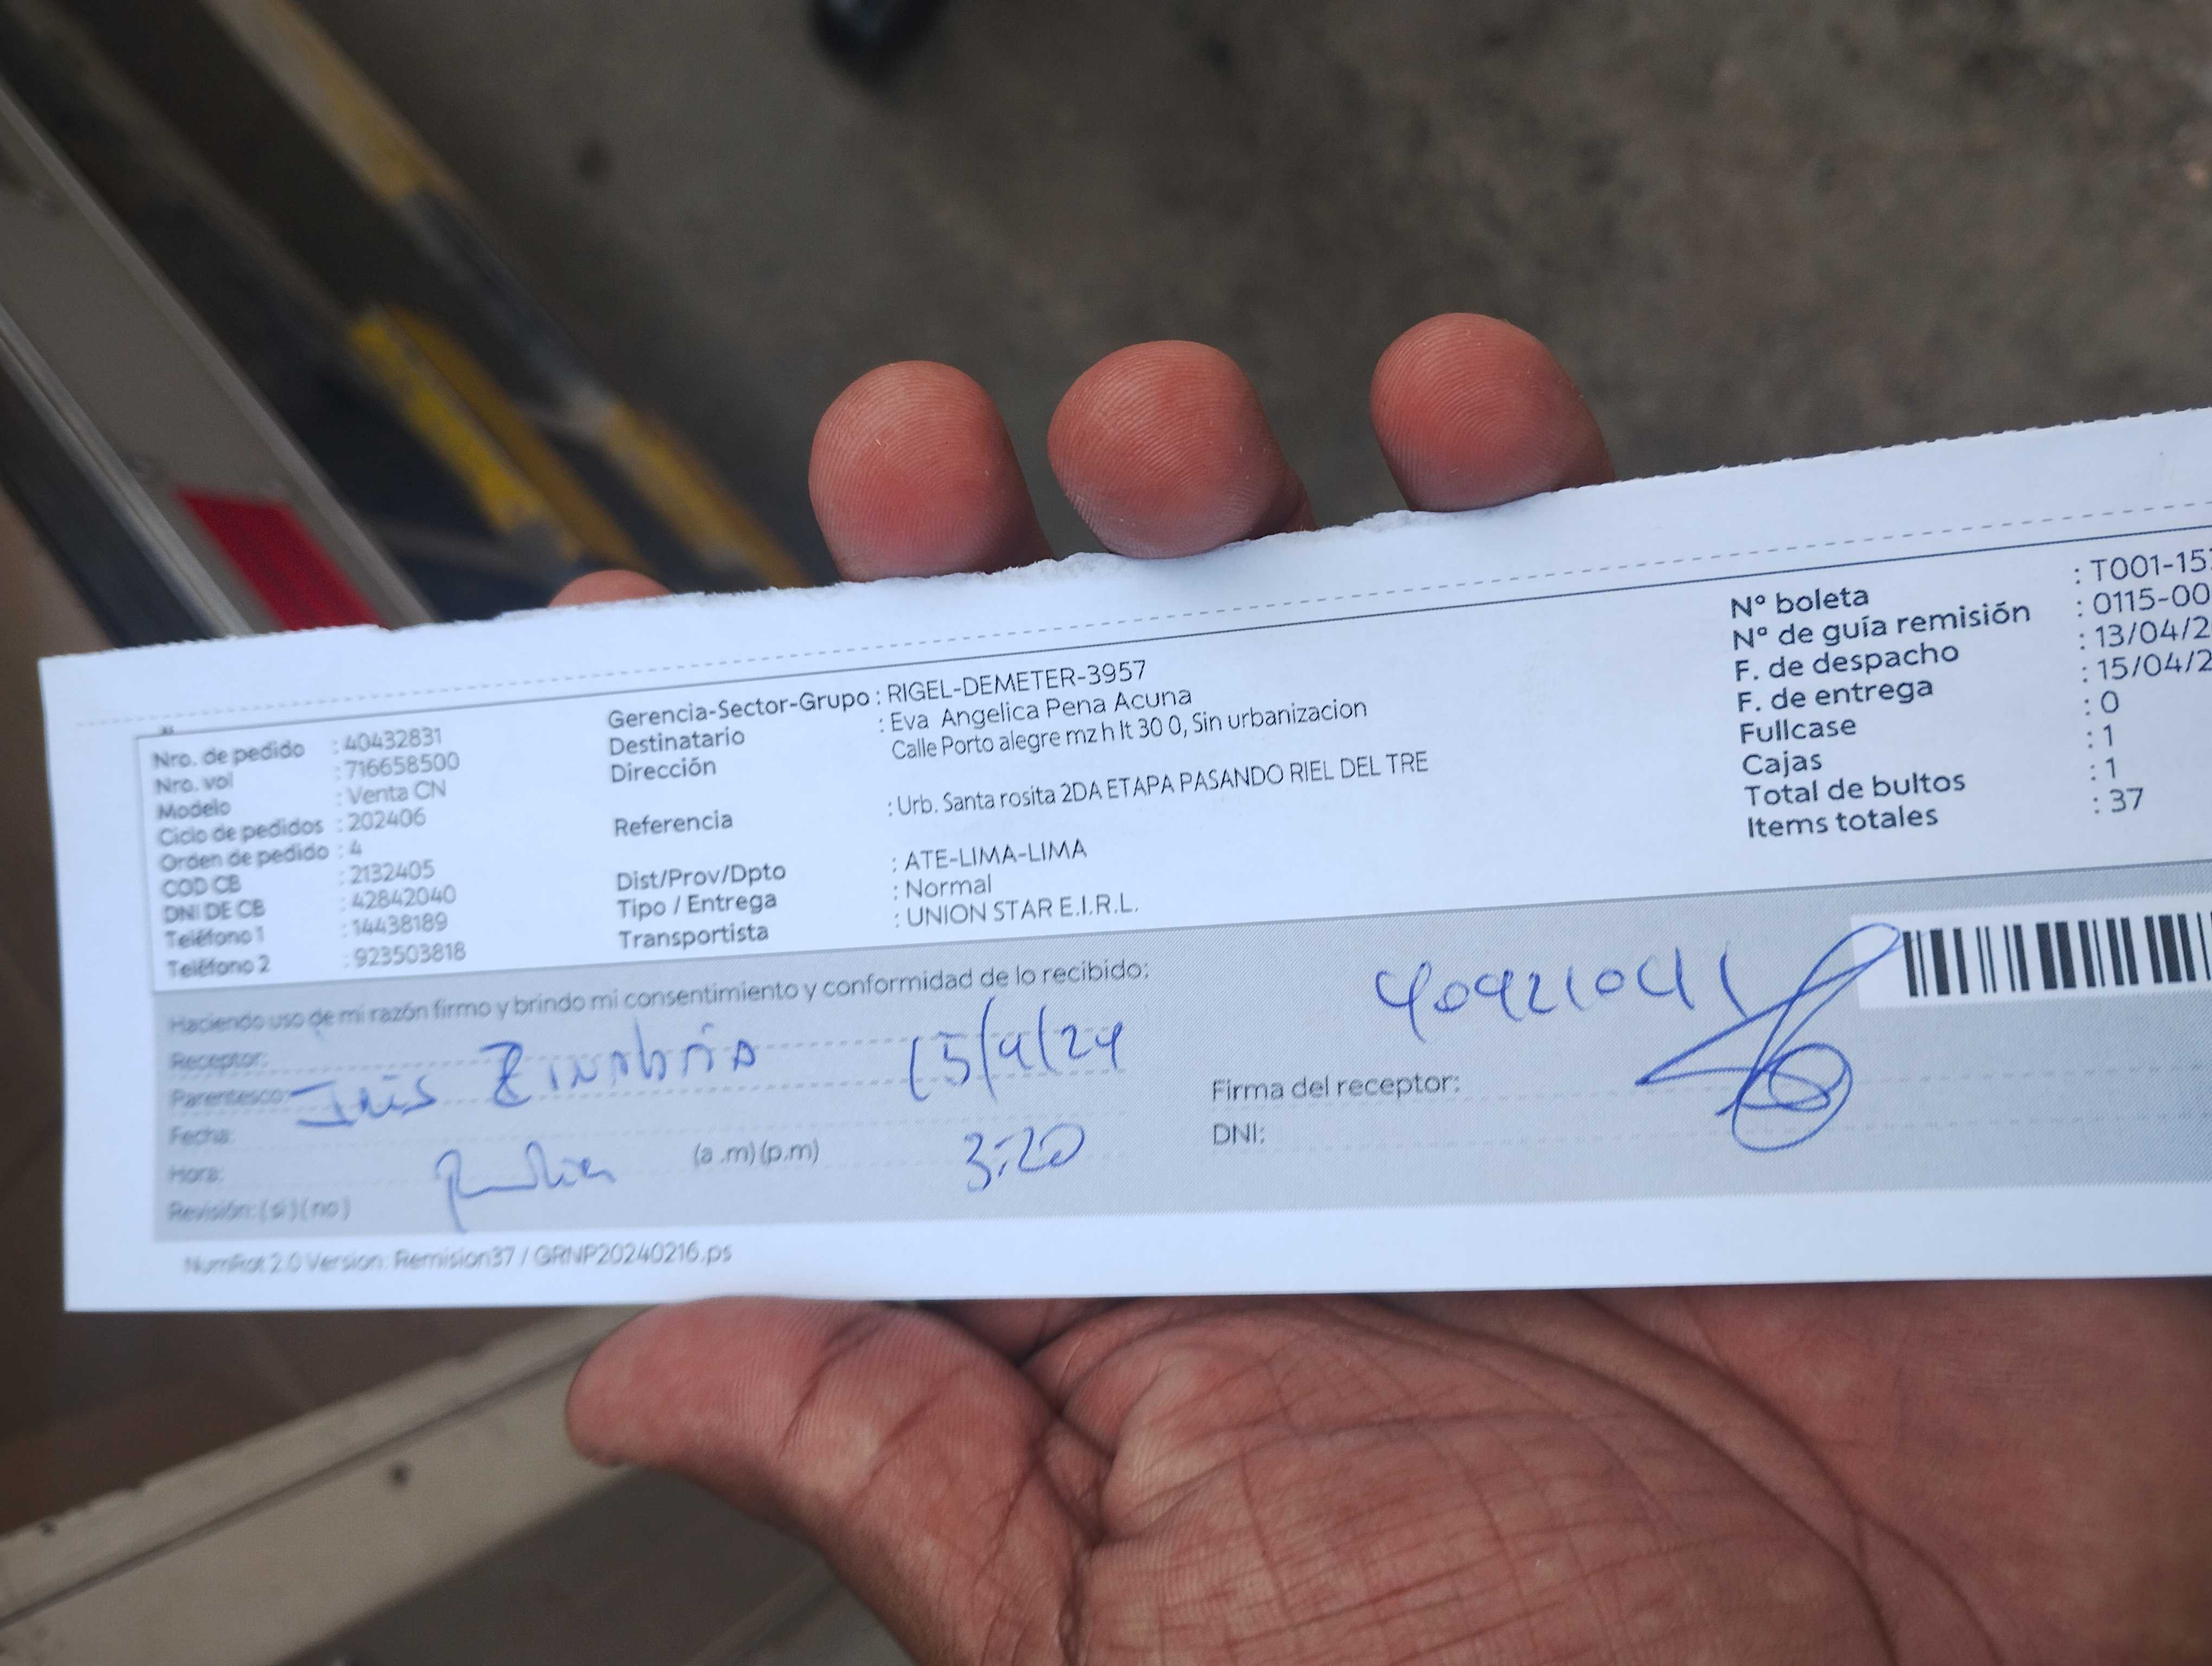 Nro. de pedido : 40432831
Nro. vol : 716658500
Modelo : Venta CN
Ciclo de pedidos : 202406
Orden de pedido : 4
COD CB : 2132405
DNI DE CB : 42842040
Teléfono 1 : 14438189
Teléfono 2 : 923503818
Gerencia-Sector-Grupo : RIGEL-DEMETER-3957
Destinatario : Eva Angelica Pena Acuna
Dirección Calle Porto alegre mz h lt 30 0, Sin urbanizacion
Referencia : Urb. Santa rosita 2DA ETAPA PASANDO RIEL DEL TRE
Dist/Prov/Dpto : ATE-LIMA-LIMA
Tipo / Entrega : Normal
Transportista : UNION STAR E.I.R.L.
N° boleta : T001-15
N° de guía remisión : 0115-00
F. de despacho : 13/04/2
F. de entrega : 15/04/2
Fullcase : 0
Cajas : 1
Total de bultos : 1
Items totales : 37
Haciendo uso de mi razón firmo y brindo mi consentimiento y conformidad de lo recibido:
Receptor:
Parentesco: 15/4/24
Fecha:
Hora: (a .m) (p.m) 3:20
Revisión: (si) (no)
40921041
Firma del receptor:
DNI:
NumRot 2.0 Version: Remision37 / GRNP20240216.ps